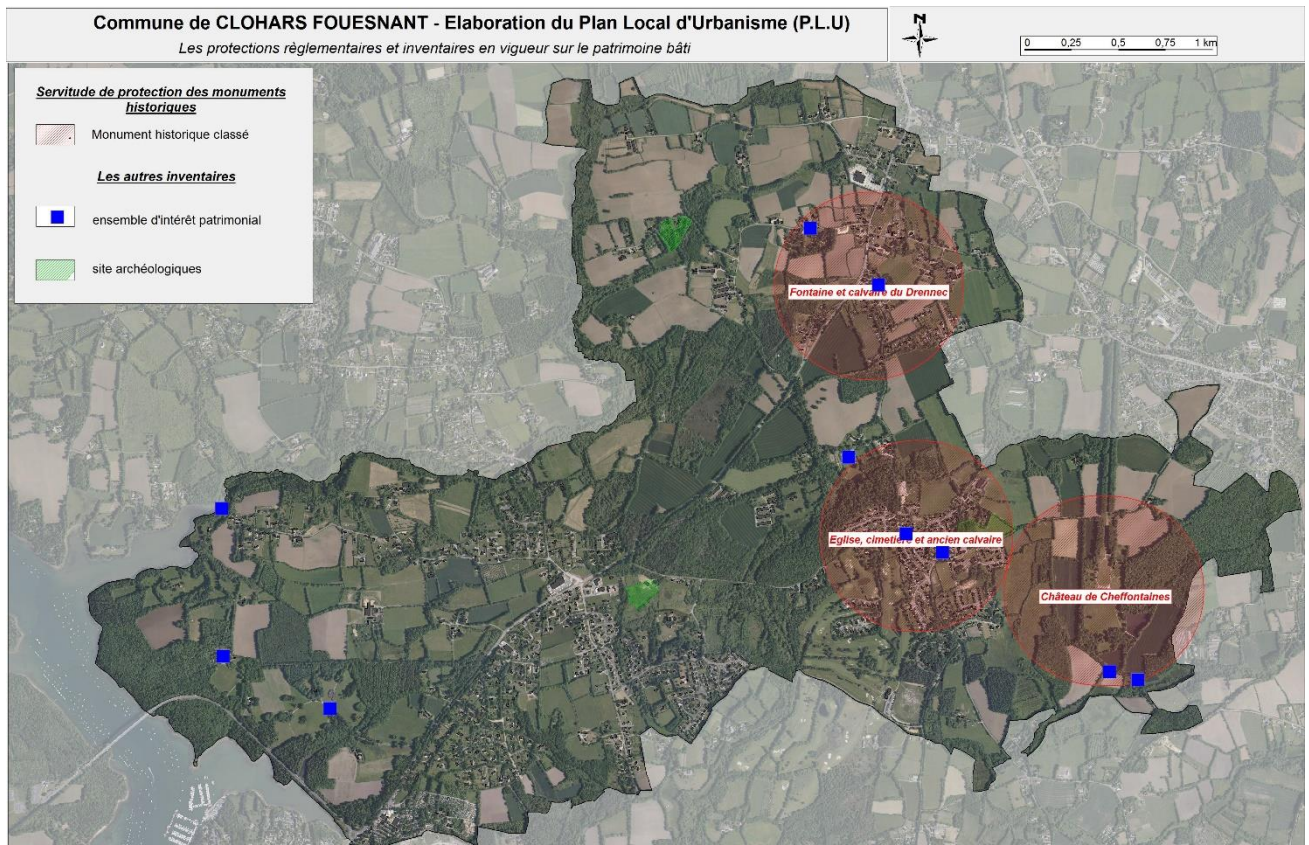 Commune de CLOHARS FOUESNANT - Elaboration du Plan Local d'Urbanisme (P.L.U)
Les protections règlementaires et inventaires en vigueur sur le patrimoine bâti
N
0 0,25 0,5 0,75 1 km
Servitude de protection des monuments
historiques
Monument historique classé
Les autres inventaires
ensemble d'intérêt patrimonial
site archéologiques
Fontaine et calvaire du Drennec
Eglise, cimetière et ancien calvaire
Château de Cheffontaines